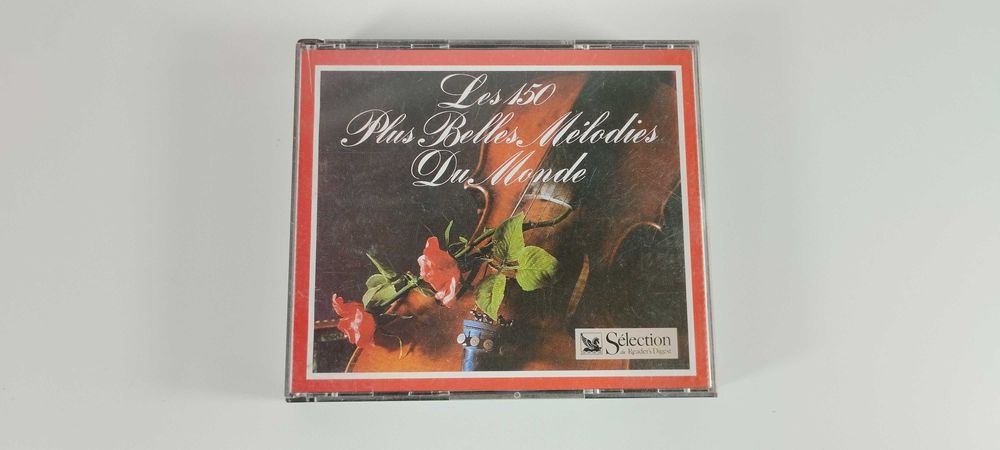 Les 150
Plus Belles Mélodies
Du Monde
Sélection
du Reader's Digest